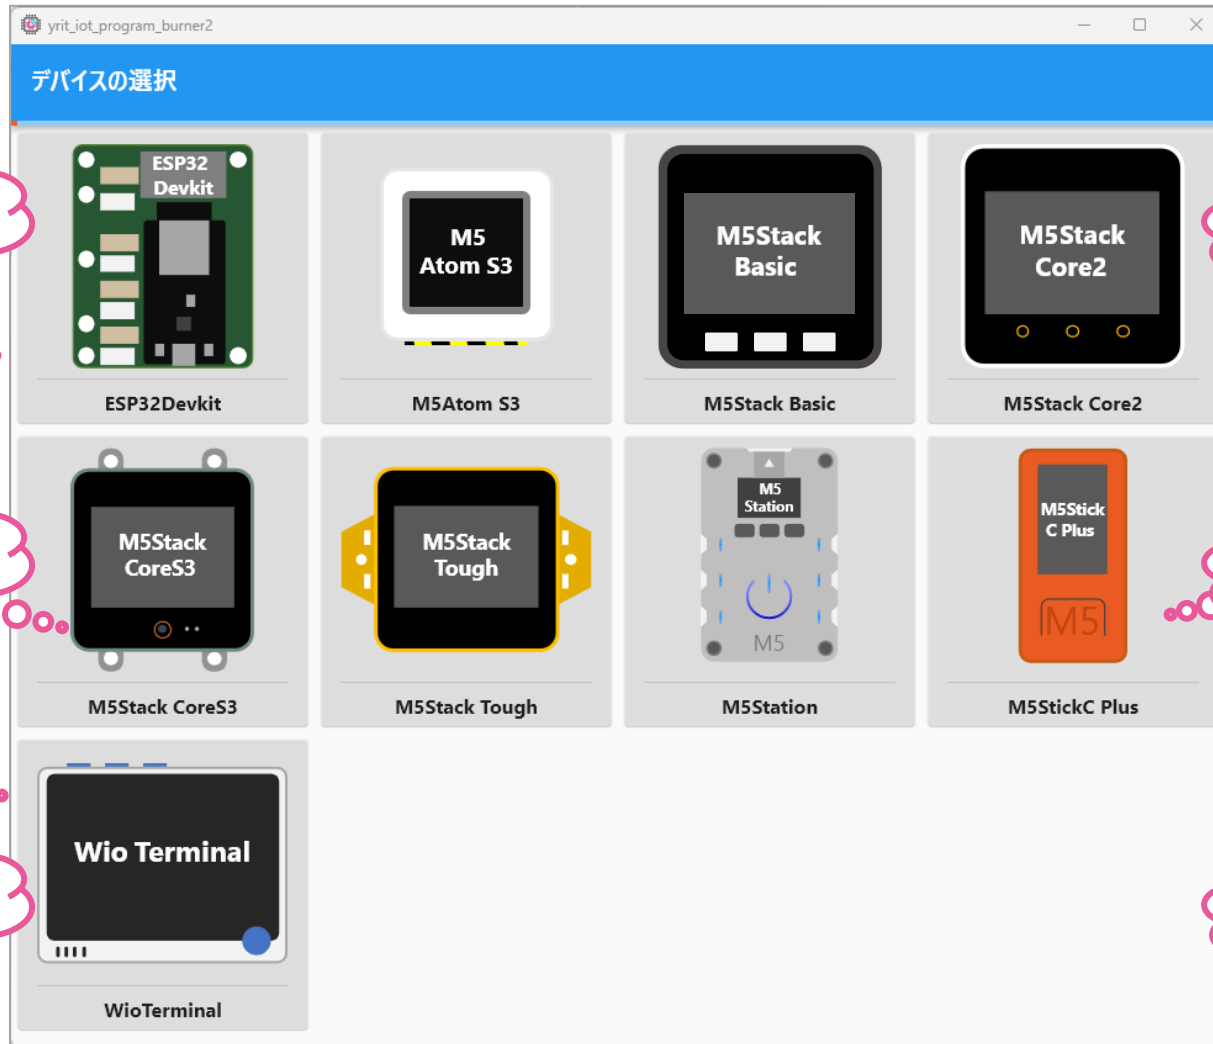 yrit_iot_program_burner2
デバイスの選択
ESP32
Devkit
ESP32Devkit
M5
Atom S3
M5Atom S3
M5Stack
Basic
M5Stack Basic
M5Stack
Core2
M5Stack Core2
M5Stack
CoreS3
M5Stack CoreS3
M5Stack
Tough
M5Stack Tough
M5
Station
M5
M5Station
M5Stick
C Plus
M5
M5StickC Plus
Wio Terminal
WioTerminal